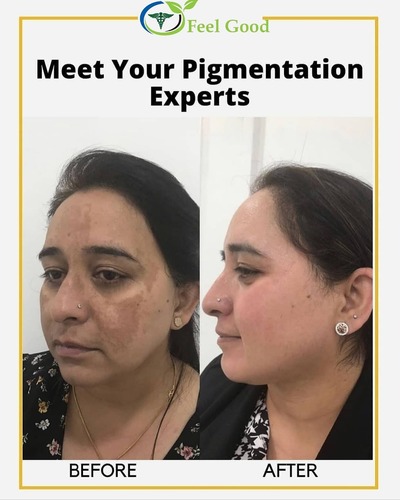 Feel Good
Meet Your Pigmentation
Experts
BEFORE
AFTER